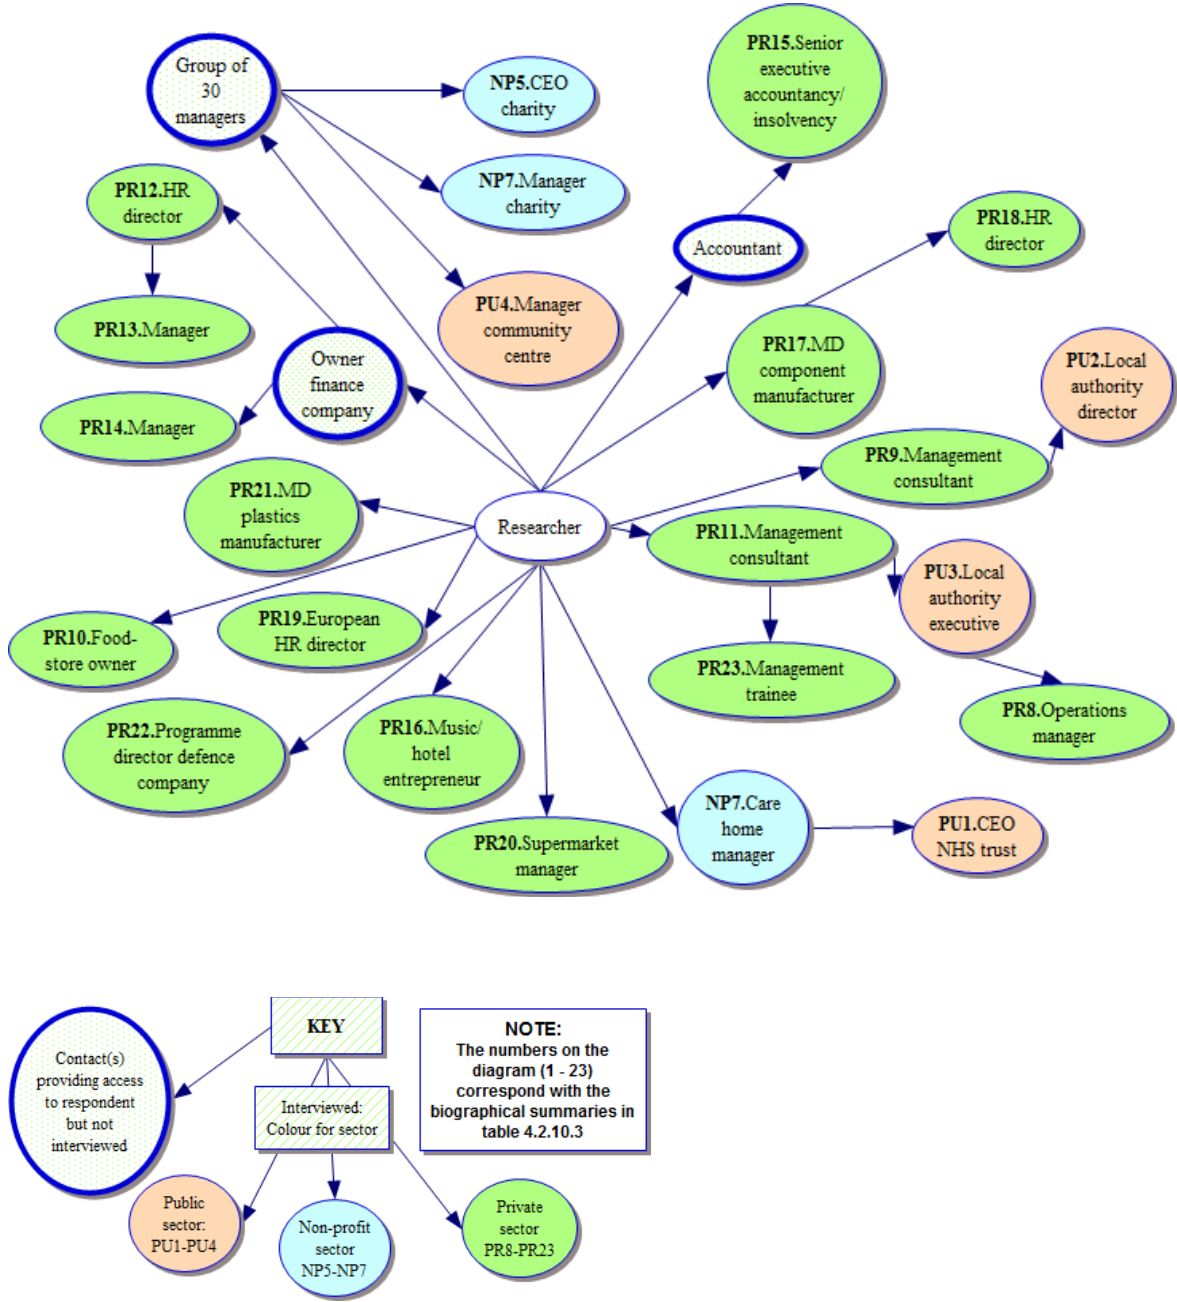 Group of
30
managers
NP5.CEO
charity
PR15.Senior
executive
accountancy/
insolvency
NP7.Manager
charity
PR12.HR
director
PR18.HR
director
Accountant
PU4.Manager
community
centre
PR13.Manager
Owner
finance
company
PR17.MD
component
manufacturer
PU2.Local
authority
director
PR14.Manager
PR9.Management
consultant
PR21.MD
plastics
manufacturer
Researcher
PR11.Management
consultant
PU3.Local
authority
executive
PR19.European
HR director
PR10.Food-
store owner
PR23.Management
trainee
PR8.Operations
manager
PR22.Programme
director defence
company
PR16.Music/
hotel
entrepreneur
NP7.Care
home
manager
PU1.CEO
NHS trust
PR20.Supermarket
manager
KEY
NOTE:
The numbers on the
diagram (1 - 23)
correspond with the
biographical summaries in
table 4.2.10.3
Contact(s)
providing access
to respondent
but not
interviewed
Interviewed:
Colour for sector
Public
sector:
PU1-PU4
Non-profit
sector
NP5-NP7
Private
sector
PR8-PR23